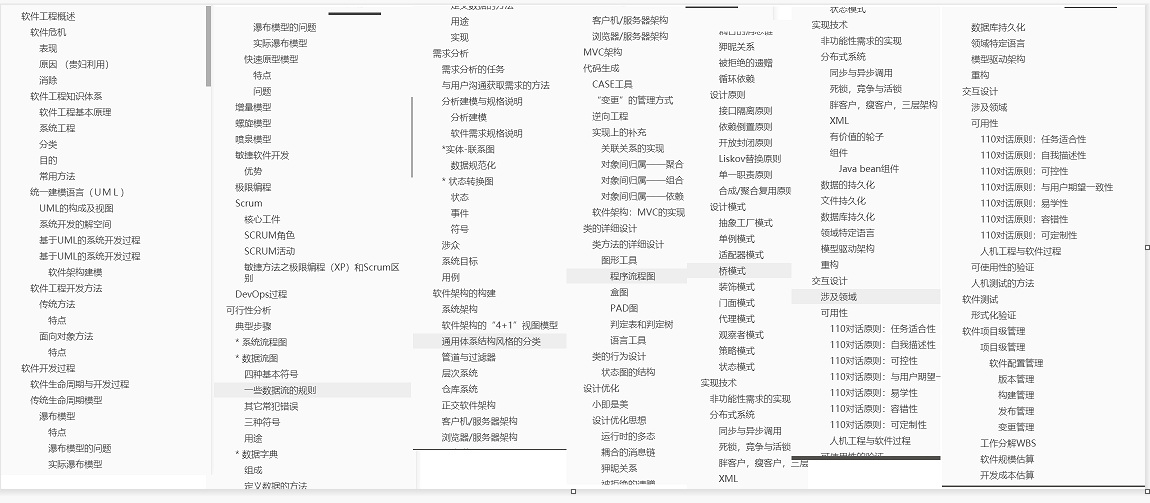 软件工程概述
软件危机
表现
原因 （贵妇利用）
消除
软件工程知识体系
软件工程基本原理
系统工程
分类
目的
常用方法
统一建模语言（ＵＭＬ）
UML的构成及视图
系统开发的解空间
基于UML的系统开发过程
基于UML的系统开发过程
软件架构建模
软件工程开发方法
传统方法
特点
面向对象方法
特点
软件开发过程
软件生命周期与开发过程
传统生命周期模型
瀑布模型
特点
瀑布模型的问题
实际瀑布模型
瀑布模型的问题
实际瀑布模型
快速原型模型
特点
问题
增量模型
螺旋模型
喷泉模型
敏捷软件开发
优势
极限编程
Scrum
核心工件
SCRUM角色
SCRUM活动
敏捷方法之极限编程（XP）和Scrum区
别
DevOps过程
可行性分析
典型步骤
* 系统流程图
* 数据流图
四种基本符号
一些数据流的规则
其它常犯错误
三种符号
用途
* 数据字典
组成
定义数据的方法
定义数据的方法
用途
实现
需求分析
需求分析的任务
与用户沟通获取需求的方法
分析建模与规格说明
分析建模
软件需求规格说明
*实体-联系图
数据规范化
* 状态转换图
状态
事件
符号
涉众
系统目标
用例
软件架构的构建
系统架构
软件架构的“4+1”视图模型
通用体系结构风格的分类
管道与过滤器
层次系统
仓库系统
正交软件架构
客户机/服务器架构
浏览器/服务器架构
客户机/服务器架构
浏览器/服务器架构
MVC架构
代码生成
CASE工具
“变更”的管理方式
逆向工程
实现上的补充
关联关系的实现
对象间归属——聚合
对象间归属——组合
对象间归属——依赖
软件架构：MVC的实现
类的详细设计
类方法的详细设计
图形工具
程序流程图
盒图
PAD图
判定表和判定树
语言工具
类的行为设计
状态图的结构
设计优化
小即是美
设计优化思想
运行时的多态
耦合的消息链
狎昵关系
被拒绝的遗赠
耦合的消息链
狎昵关系
被拒绝的遗赠
循环依赖
设计原则
接口隔离原则
依赖倒置原则
开放封闭原则
Liskov替换原则
单一职责原则
合成/聚合复用原则
设计模式
抽象工厂模式
单例模式
适配器模式
桥模式
装饰模式
门面模式
代理模式
观察者模式
策略模式
状态模式
实现技术
非功能性需求的实现
分布式系统
同步与异步调用
死锁，竞争与活锁
胖客户，瘦客户，三层
XML
状态模式
实现技术
非功能性需求的实现
分布式系统
同步与异步调用
死锁，竞争与活锁
胖客户，瘦客户，三层架构
XML
有价值的轮子
组件
Java bean组件
数据的持久化
文件持久化
数据库持久化
领域特定语言
模型驱动架构
重构
交互设计
涉及领域
可用性
110对话原则：任务适合性
110对话原则：自我描述性
110对话原则：可控性
110对话原则：与用户期望一
110对话原则：易学性
110对话原则：容错性
110对话原则：可定制性
人机工程与软件过程
可使用性的验证
数据库持久化
领域特定语言
模型驱动架构
重构
交互设计
涉及领域
可用性
110对话原则：任务适合性
110对话原则：自我描述性
110对话原则：可控性
110对话原则：与用户期望一致性
110对话原则：易学性
110对话原则：容错性
110对话原则：可定制性
人机工程与软件过程
可使用性的验证
人机测试的方法
软件测试
形式化验证
软件项目级管理
项目级管理
软件配置管理
版本管理
构建管理
发布管理
变更管理
工作分解WBS
软件规模估算
开发成本估算